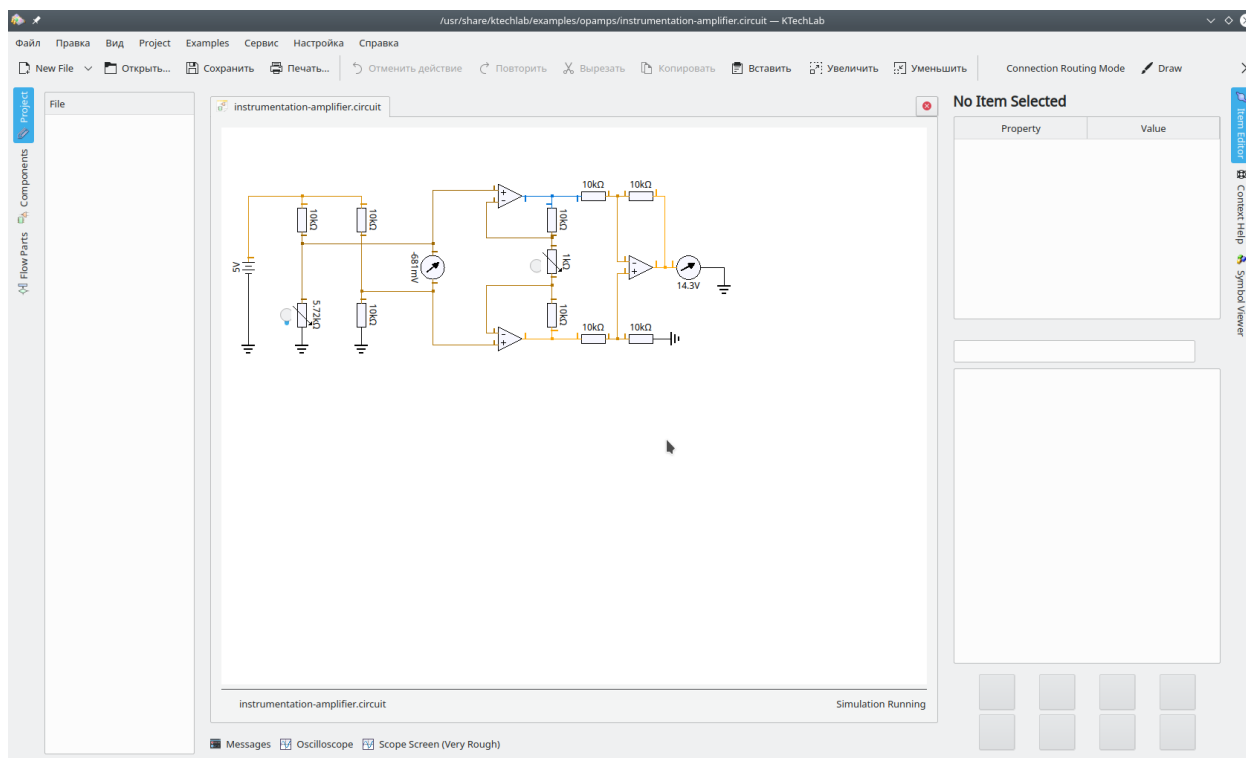 /usr/share/ktechlab/examples/opamps/instrumentation-amplifier.circuit — KTechLab
Файл Правка Вид Project Examples Сервис Настройка Справка
New File Открыть... Сохранить Печать... Отменить действие Повторить Вырезать Копировать Вставить Увеличить Уменьшить Connection Routing Mode Draw
Project
Components
Flow Parts
File
instrumentation-amplifier.circuit
5V
10kΩ
10kΩ
5.72kΩ
10kΩ
-681mV
10kΩ
1kΩ
10kΩ
10kΩ 10kΩ
14.3V
10kΩ 10kΩ
instrumentation-amplifier.circuit Simulation Running
Messages Oscilloscope Scope Screen (Very Rough)
No Item Selected
Property Value
Item Editor
Context Help
Symbol Viewer